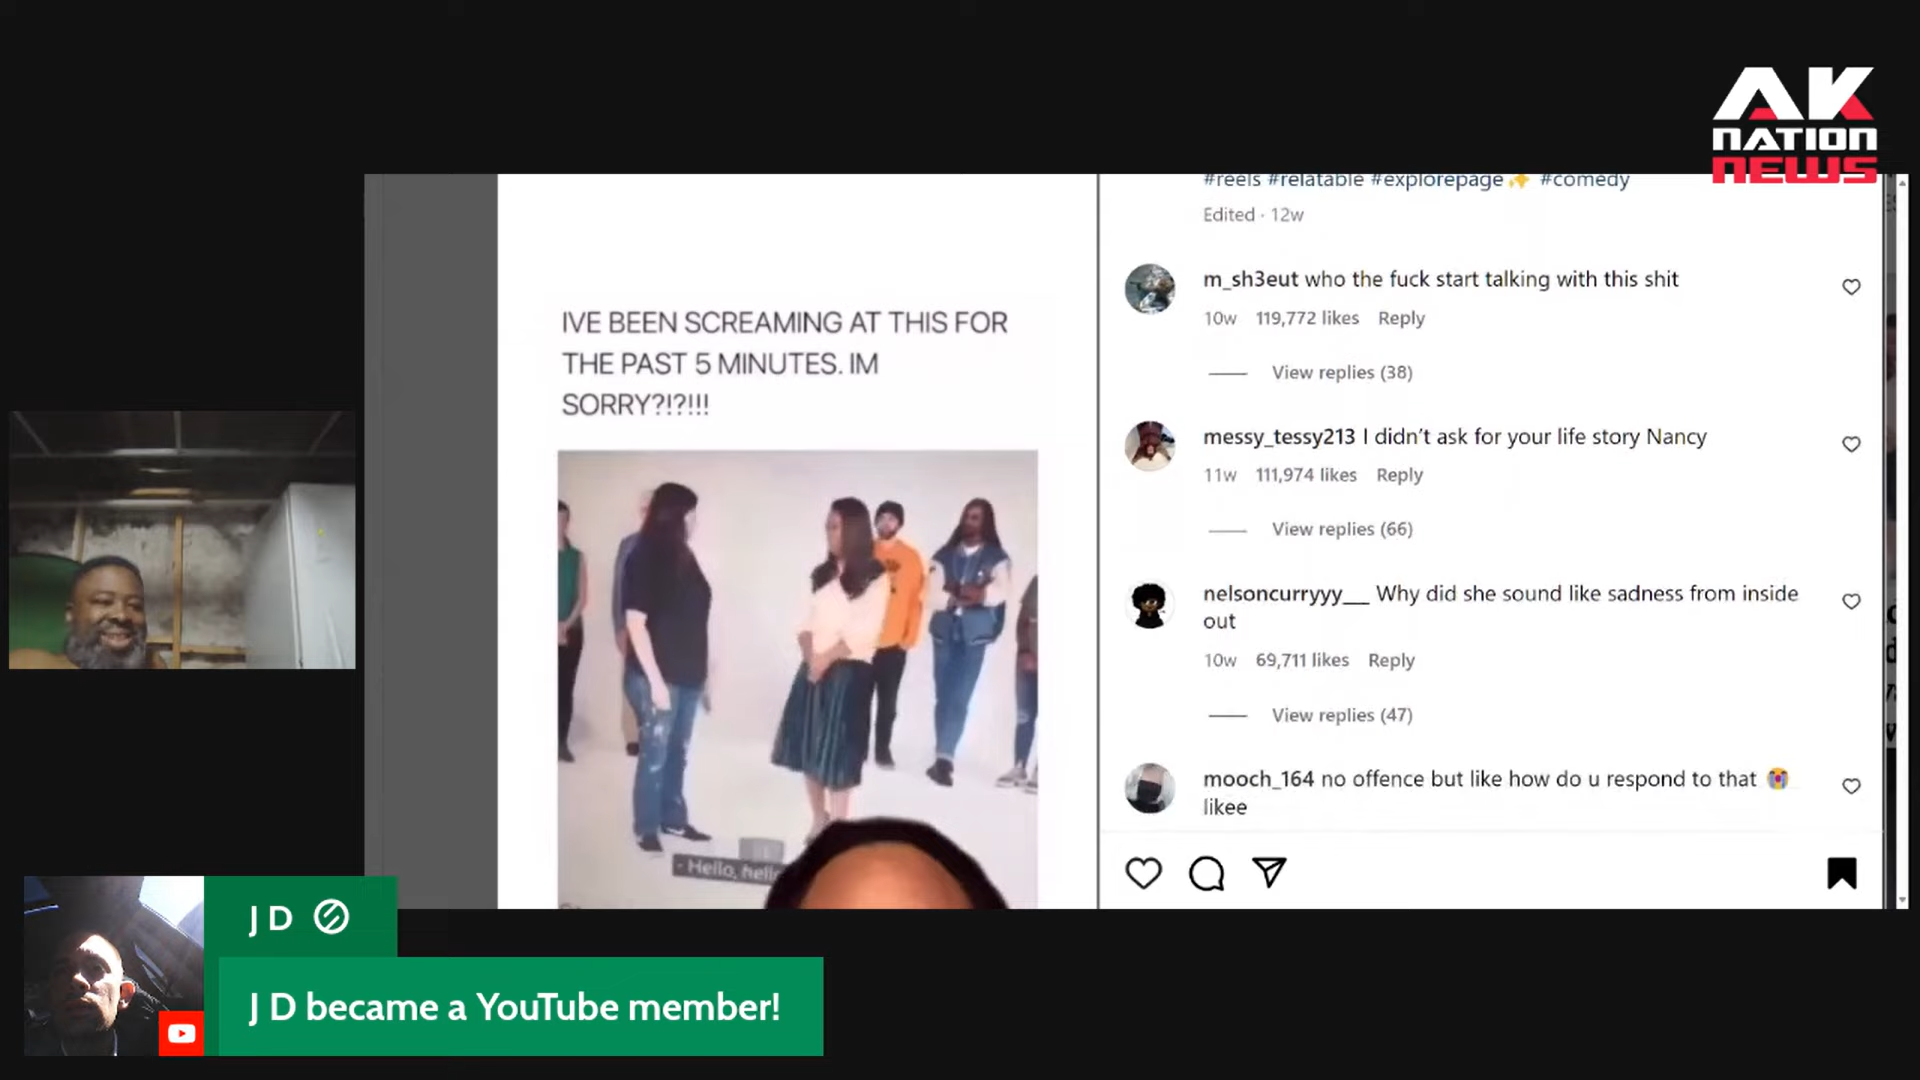 AK
NATION
NEWS
#reels #relatable #explorepage✨ #comedy
Edited · 12w
IVE BEEN SCREAMING AT THIS FOR
THE PAST 5 MINUTES. IM
SORRY?!?!!!
- Hello, hello
m_sh3eut who the fuck start talking with this shit
10w 119,772 likes Reply
View replies (38)
messy_tessy213 I didn’t ask for your life story Nancy
11w 111,974 likes Reply
View replies (66)
nelsoncurryyy__ Why did she sound like sadness from inside
out
10w 69,711 likes Reply
View replies (47)
mooch_164 no offence but like how do u respond to that 😭
likee
J D
J D became a YouTube member!